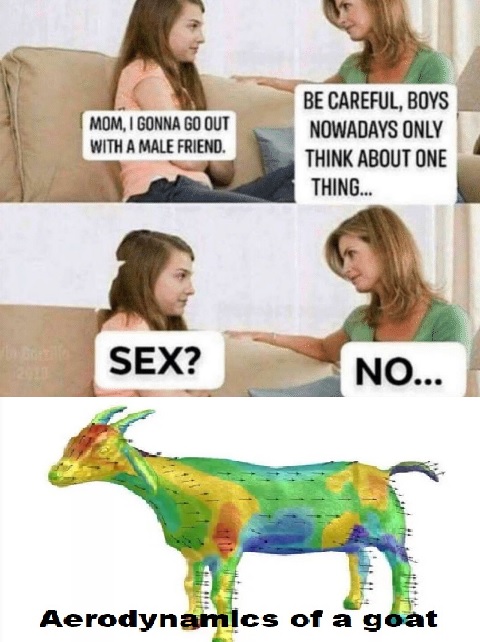 MOM, I GONNA GO OUT
WITH A MALE FRIEND.
BE CAREFUL, BOYS
NOWADAYS ONLY
THINK ABOUT ONE
THING...
SEX?
NO...
2019
Aerodynamics of a goat